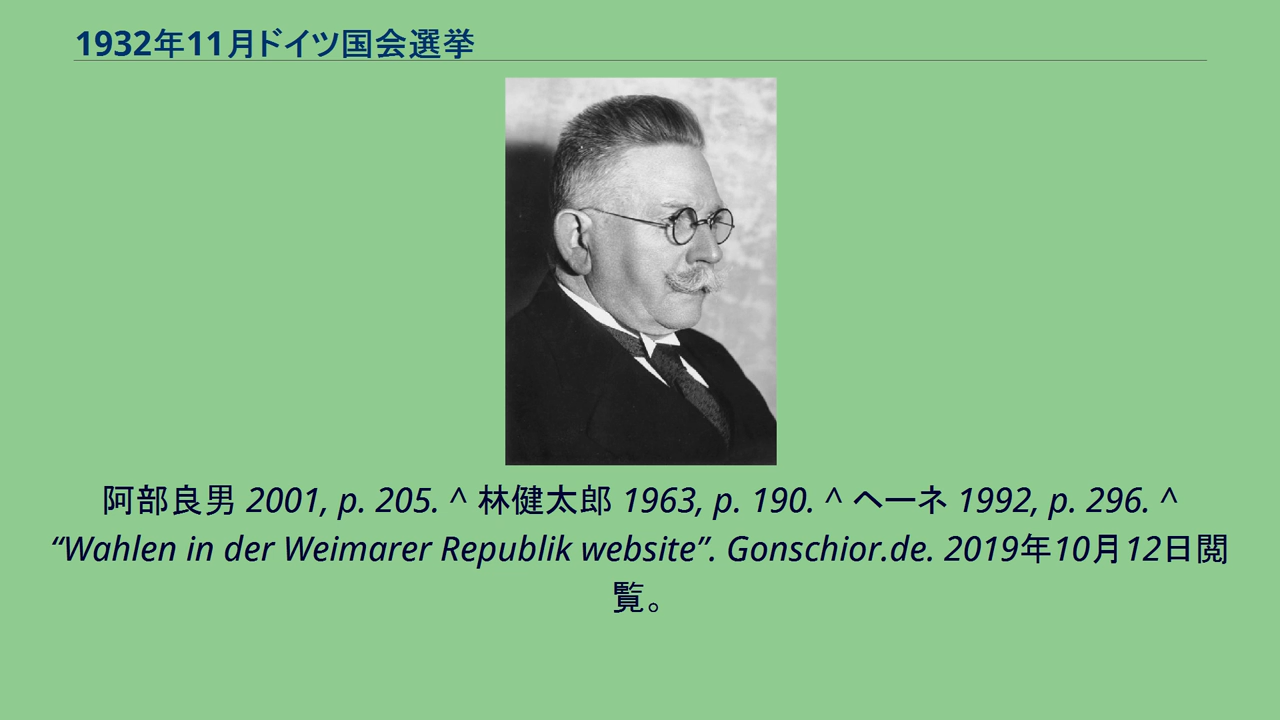 1932年11月ドイツ国会選挙
阿部良男 2001, p. 205. ^ 林健太郎 1963, p. 190. ^ ヘーネ 1992, p. 296. ^
“Wahlen in der Weimarer Republik website”. Gonschior.de. 2019年10月12日閲
覧。